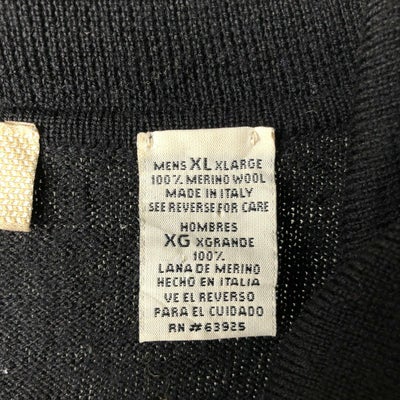 MENS XL XLARGE
100% MERINO WOOL
MADE IN ITALY
SEE REVERSE FOR CARE
HOMBRES
XG XGRANDE
100%
LANA DE MERINO
HECHO EN ITALIA
VE EL REVERSO
PARA EL CUIDADO
RN #63925